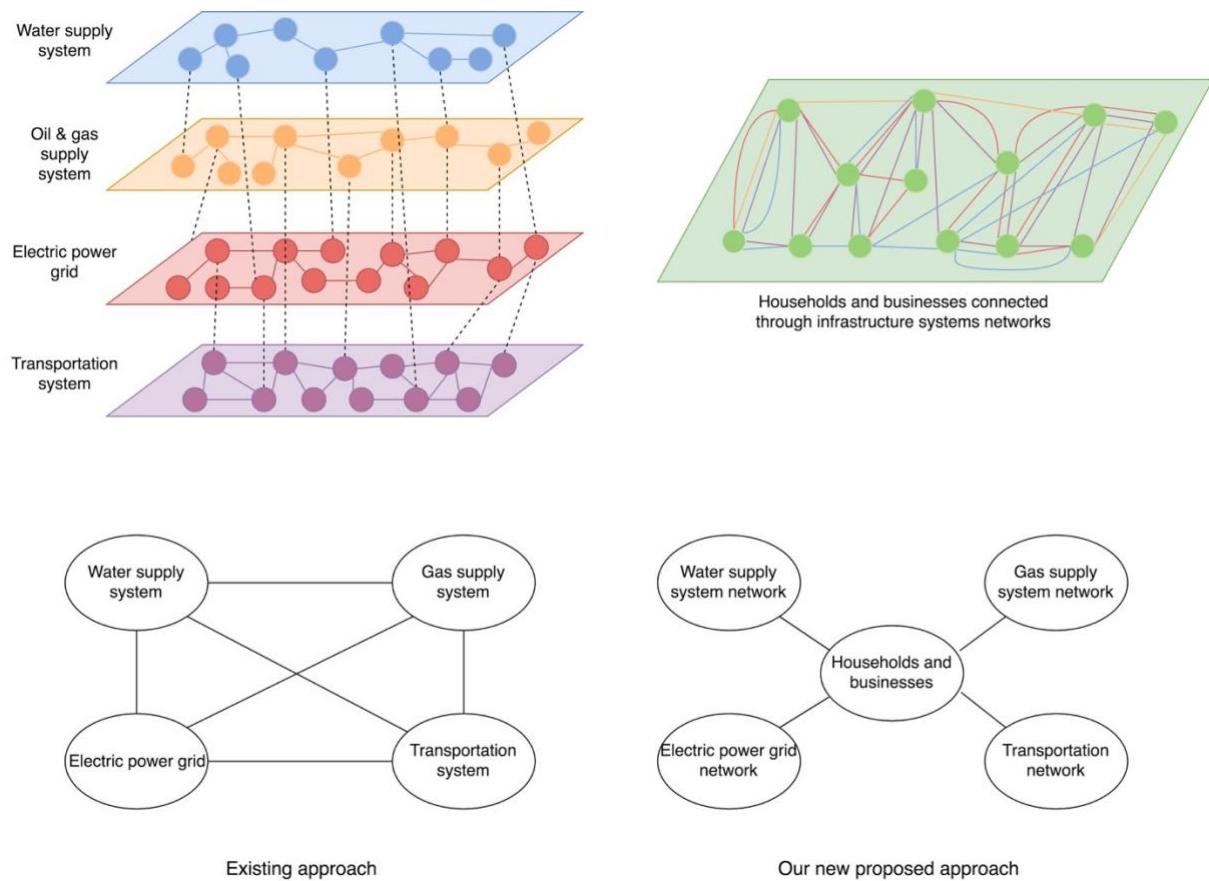 Water supply
system
Oil & gas
supply
system
Electric power
grid
Transportation
system
Households and businesses connected
through infrastructure systems networks
Water supply
system
Gas supply
system
Electric power grid
Transportation
system
Water supply
system network
Gas supply
system network
Households and
businesses
Electric power grid
network
Transportation
network
Existing approach
Our new proposed approach